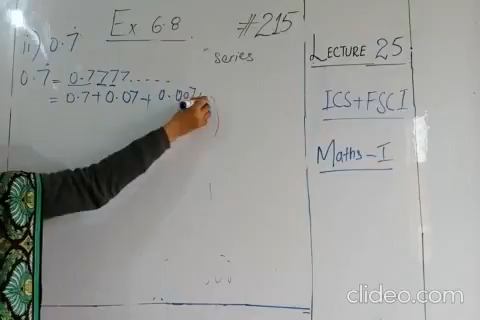 Ex 6.8
#215
ii) 0.7̇
series
0.7̇ = 0.7777.....
= 0.7+0.07+0.007
LECTURE 25
ICS+FSCI
Maths-I
clideo.com